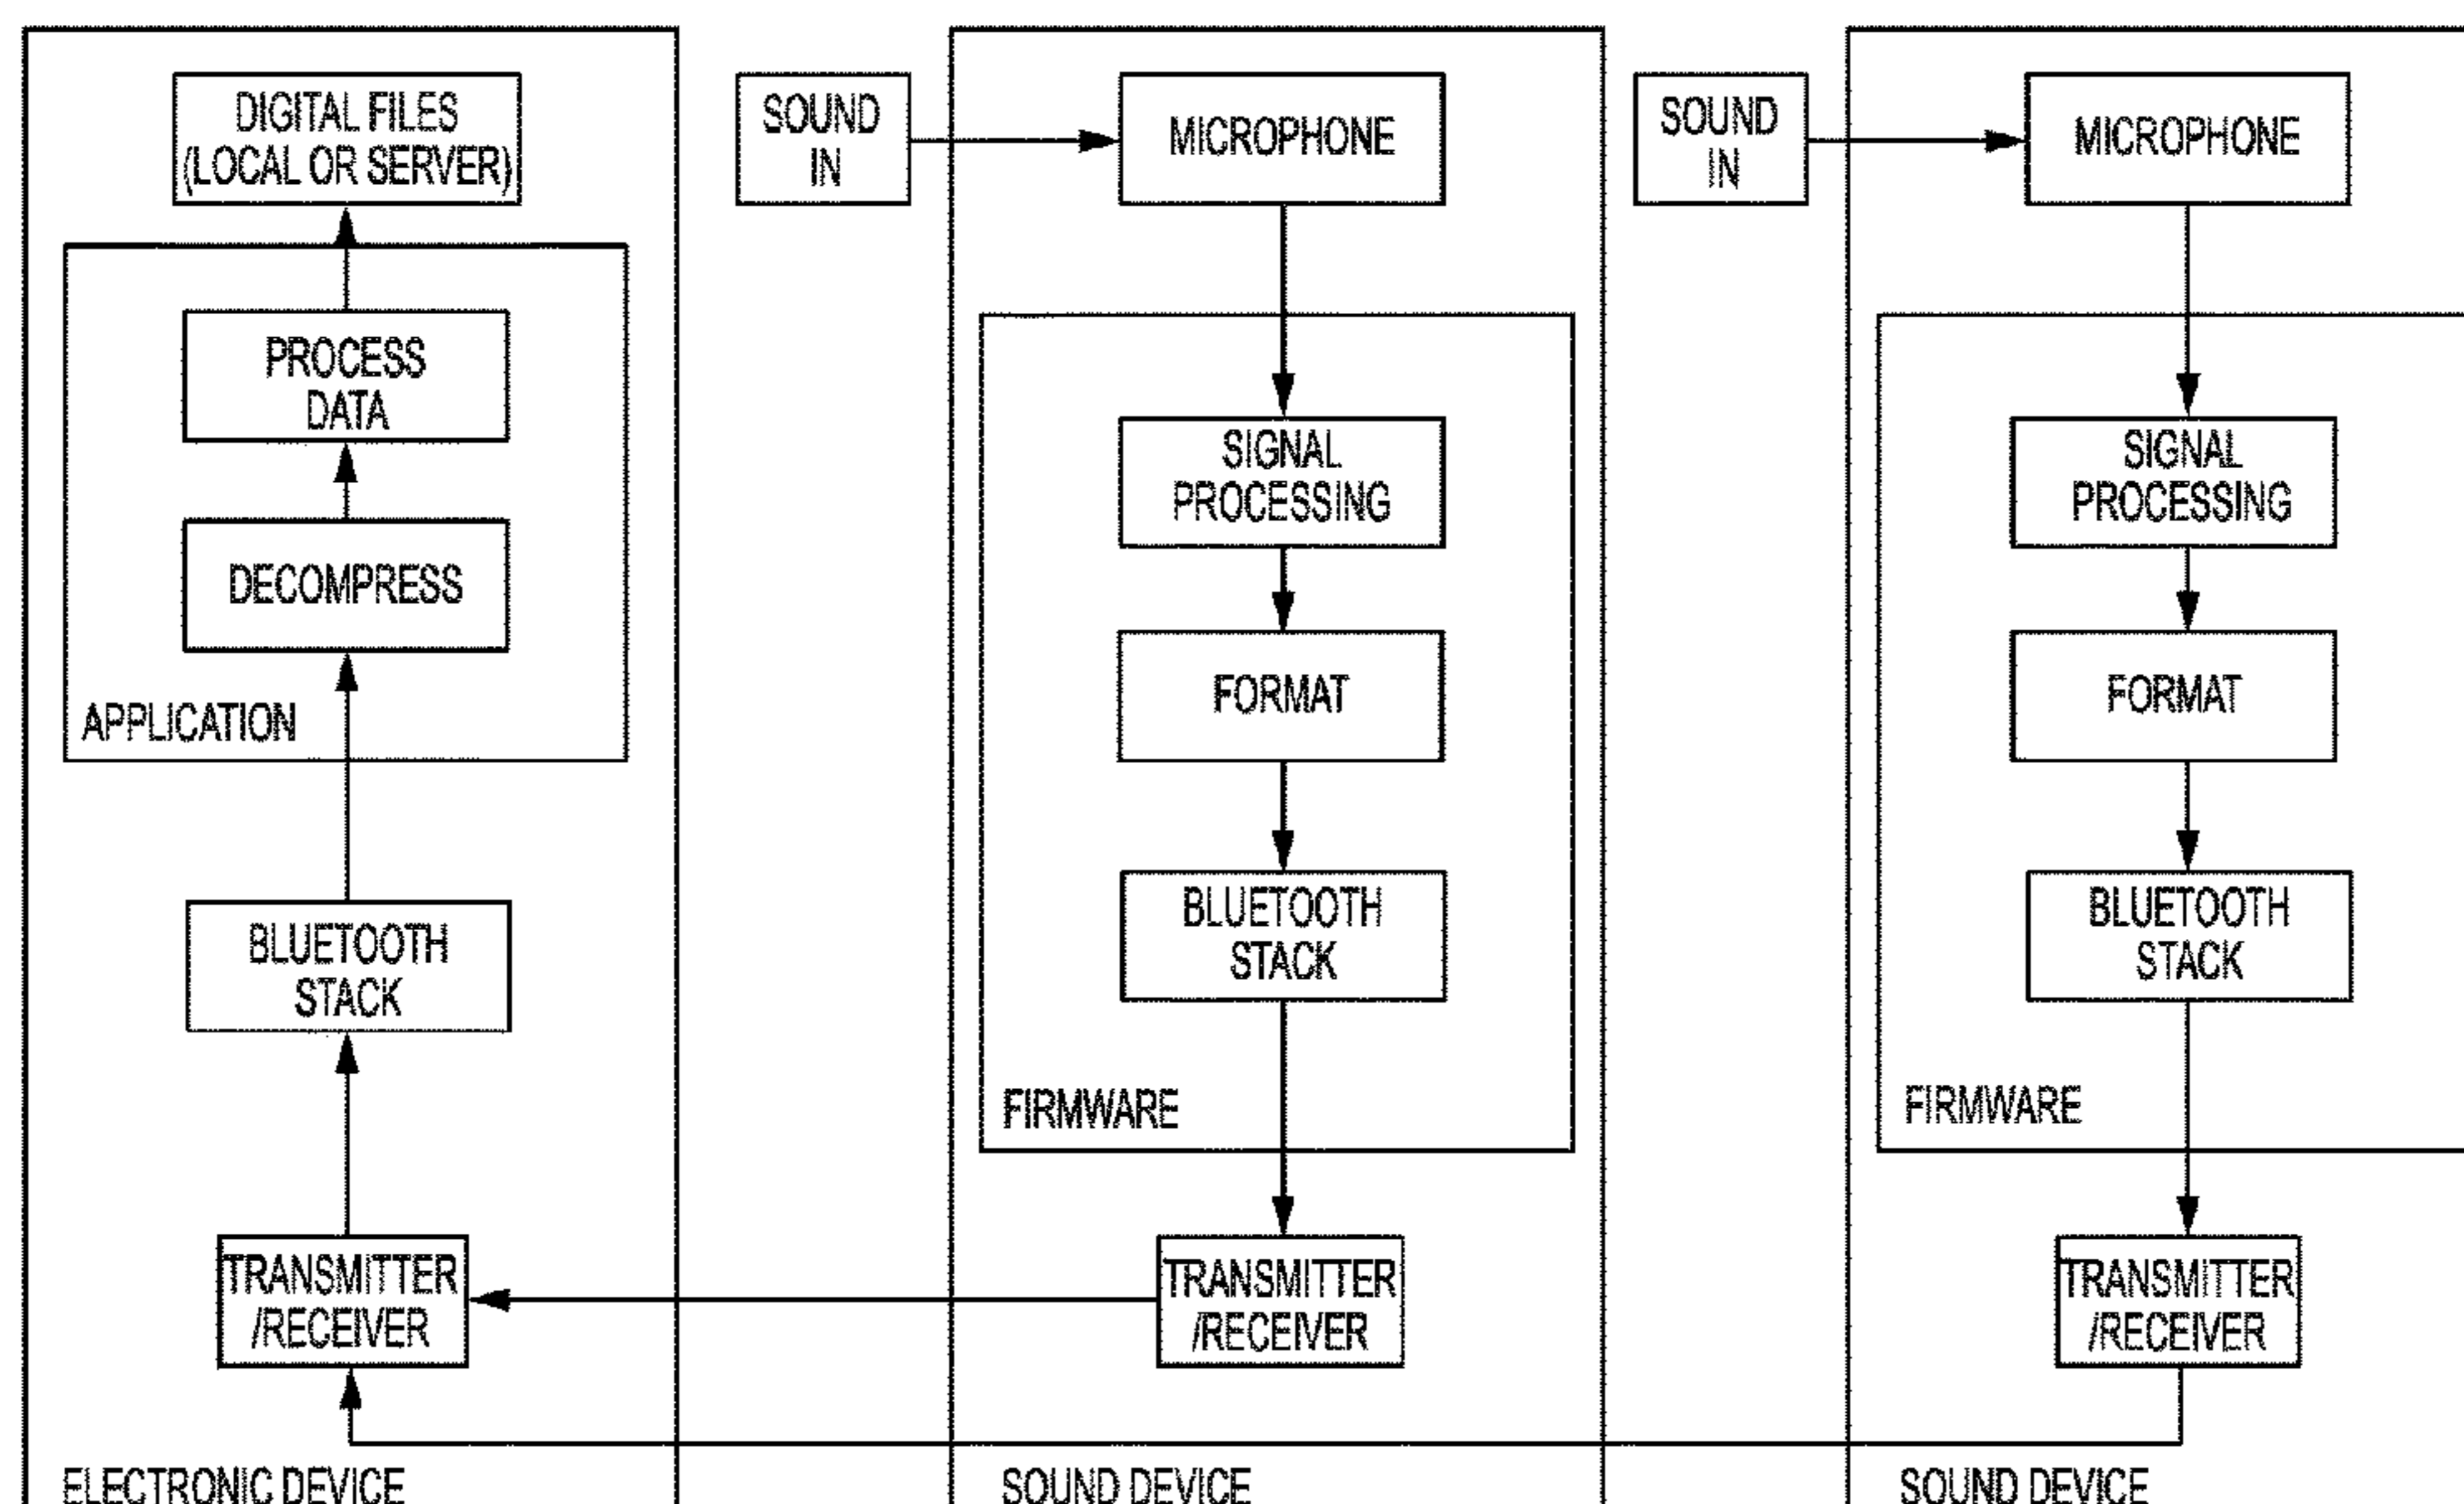 DIGITAL FILES
(LOCAL OR SERVER)
PROCESS
DATA
DECOMPRESS
APPLICATION
BLUETOOTH
STACK
TRANSMITTER
/RECEIVER
ELECTRONIC DEVICE
SOUND
IN
MICROPHONE
SIGNAL
PROCESSING
FORMAT
BLUETOOTH
STACK
FIRMWARE
TRANSMITTER
/RECEIVER
SOUND DEVICE
SOUND
IN
MICROPHONE
SIGNAL
PROCESSING
FORMAT
BLUETOOTH
STACK
FIRMWARE
TRANSMITTER
/RECEIVER
SOUND DEVICE